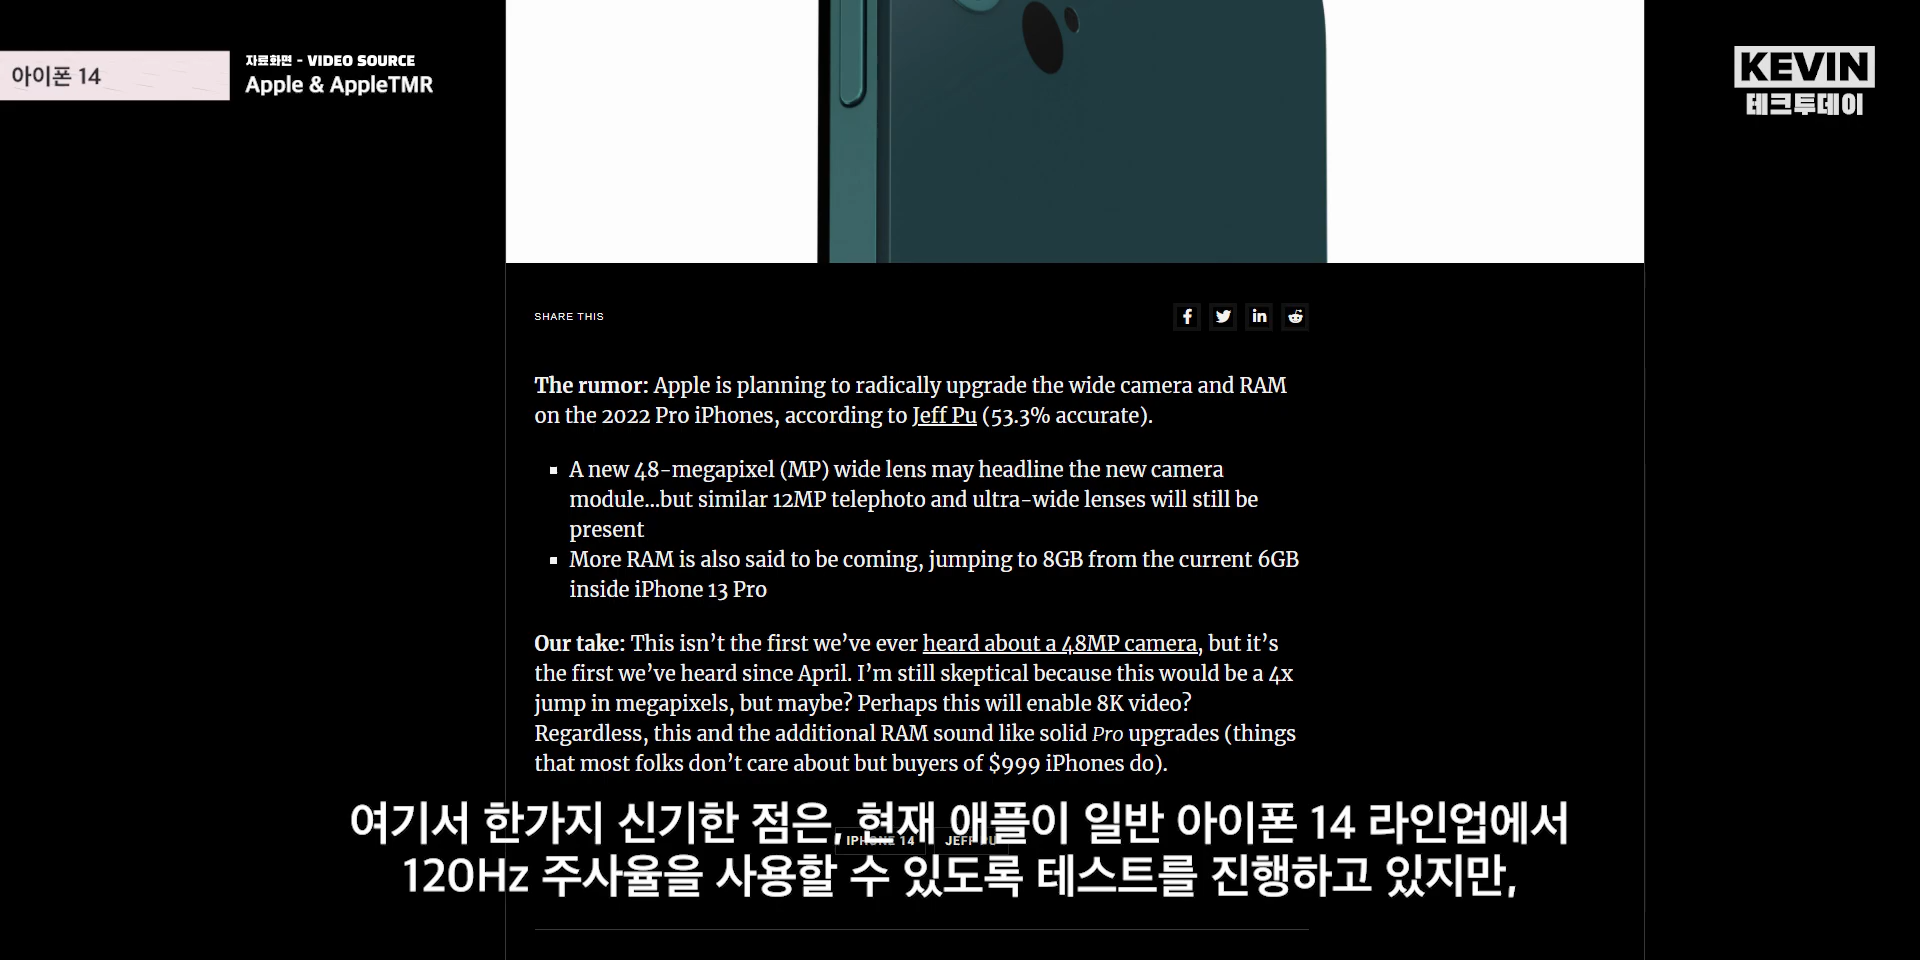 아이폰 14
자료화면 - VIDEO SOURCE
Apple & AppleTMR
KEVIN
테크투데이
SHARE THIS
The rumor: Apple is planning to radically upgrade the wide camera and RAM
on the 2022 Pro iPhones, according to Jeff Pu (53.3% accurate).
▪ A new 48-megapixel (MP) wide lens may headline the new camera
module...but similar 12MP telephoto and ultra-wide lenses will still be
present
▪ More RAM is also said to be coming, jumping to 8GB from the current 6GB
inside iPhone 13 Pro
Our take: This isn’t the first we’ve ever heard about a 48MP camera, but it’s
the first we’ve heard since April. I’m still skeptical because this would be a 4x
jump in megapixels, but maybe? Perhaps this will enable 8K video?
Regardless, this and the additional RAM sound like solid Pro upgrades (things
that most folks don’t care about but buyers of $999 iPhones do).
IPHONE 14 JEFF PU
여기서 한가지 신기한 점은, 현재 애플이 일반 아이폰 14 라인업에서
120Hz 주사율을 사용할 수 있도록 테스트를 진행하고 있지만,